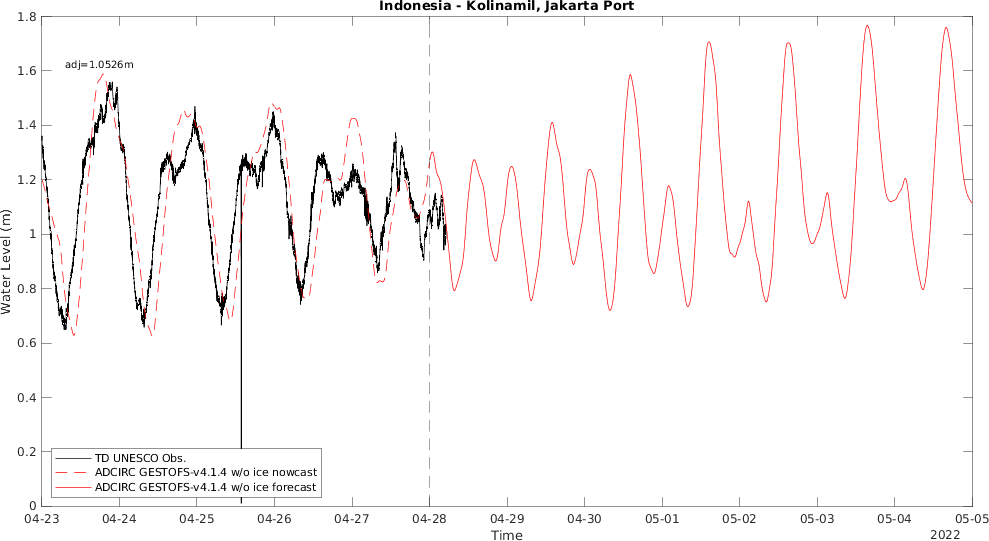 Indonesia - Kolinamil, Jakarta Port
1.8
1.6
1.4
1.2
1
0.8
0.6
0.4
0.2
0
Water Level (m)
adj=1.0526m
TD UNESCO Obs.
ADCIRC GESTOFS-v4.1.4 w/o ice nowcast
ADCIRC GESTOFS-v4.1.4 w/o ice forecast
04-23 04-24 04-25 04-26 04-27 04-28 04-29 04-30 05-01 05-02 05-03 05-04 05-05
Time
2022